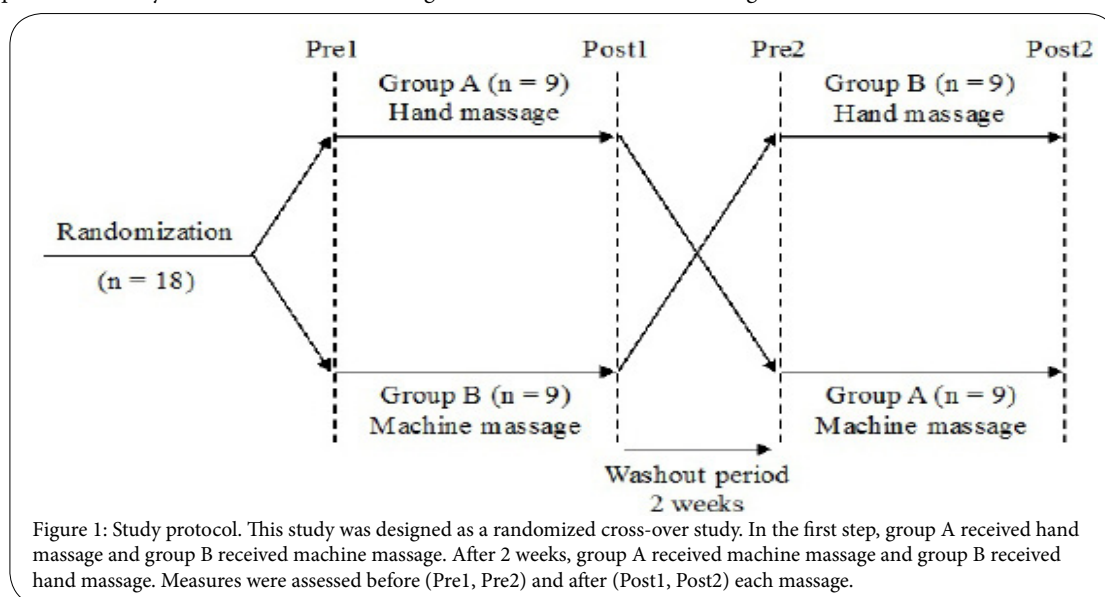 Pre1 Post1 Pre2 Post2
Group A (n = 9) Group B (n = 9)
Hand massage Hand massage
Randomization
(n = 18)
Group B (n = 9) Group A (n = 9)
Machine massage Machine massage
Washout period
2 weeks
Figure 1: Study protocol. This study was designed as a randomized cross-over study. In the first step, group A received hand
massage and group B received machine massage. After 2 weeks, group A received machine massage and group B received
hand massage. Measures were assessed before (Pre1, Pre2) and after (Post1, Post2) each massage.